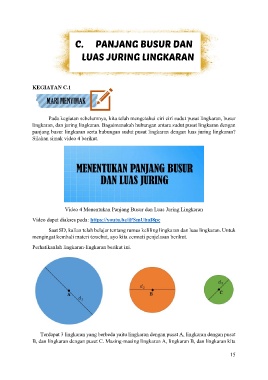 C. PANJANG BUSUR DAN
LUAS JURING LINGKARAN
KEGIATAN C.1
MARI MENYIMAK
Pada kegiatan sebelumnya, kita telah mengetahui ciri ciri sudut pusat lingkaran, busur
lingkaran, dan juring lingkaran. Bagaimanakah hubungan antara sudut pusat lingkaran dengan
panjang busur lingkaran serta hubungan sudut pusat lingkaran dengan luas juring lingkaran?
Silakan simak video 4 berikut.
MENENTUKAN PANJANG BUSUR
DAN LUAS JURING
Video 4 Menentukan Panjang Busur dan Luas Juring Lingkaran
Video dapat diakses pada:
Saat SD, kalian telah belajar tentang rumus keliling lingkaran dan luas lingkaran. Untuk
mengingat kembali materi tersebut, ayo kita cermati penjelasan berikut.
Perhatikanlah lingkaran-lingkaran berikut ini.
A
B
C
Terdapat 3 lingkaran yang berbeda yaitu lingkaran dengan pusat A, lingkaran dengan pusat
B, dan lingkaran dengan pusat C. Masing-masing lingkaran A, lingkaran B, dan lingkaran kita
15